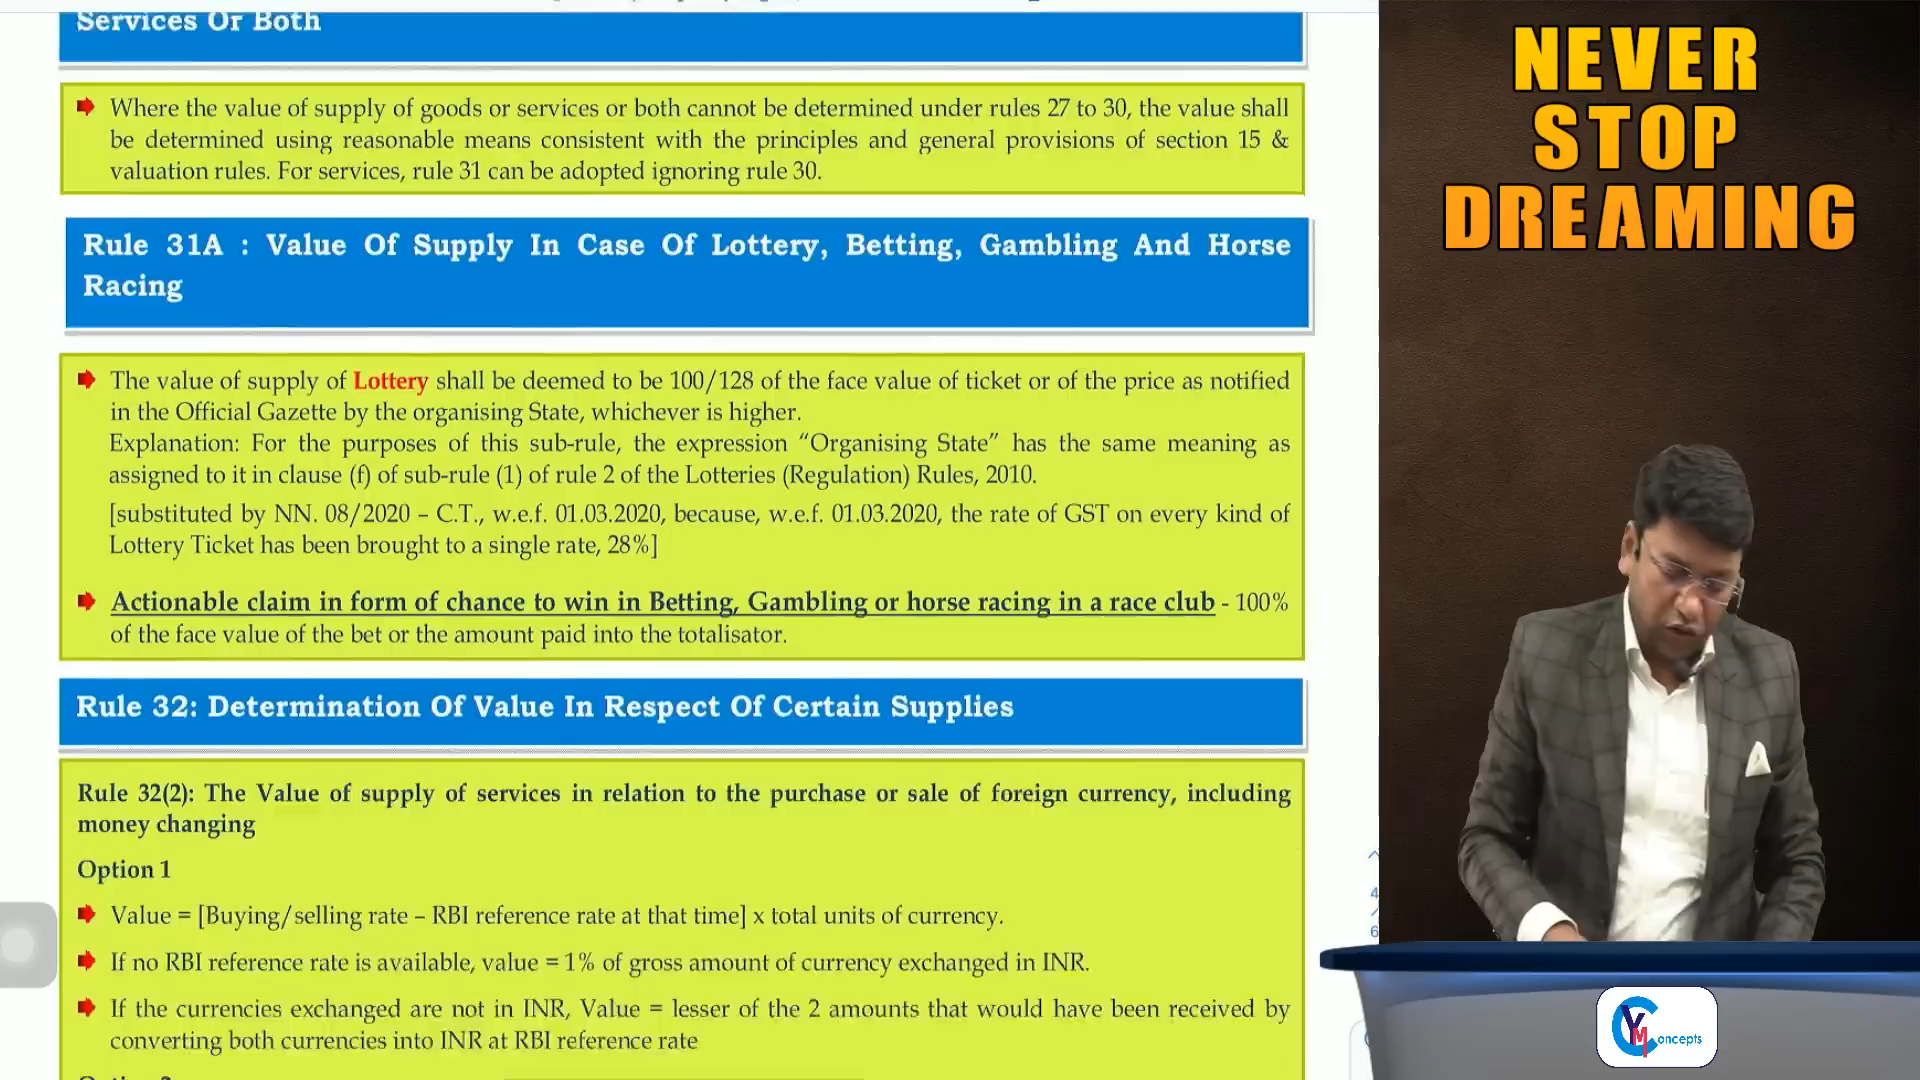 Services Or Both
Where the value of supply of goods or services or both cannot be determined under rules 27 to 30, the value shall
be determined using reasonable means consistent with the principles and general provisions of section 15 &
valuation rules. For services, rule 31 can be adopted ignoring rule 30.
Rule 31A : Value Of Supply In Case Of Lottery, Betting, Gambling And Horse
Racing
The value of supply of Lottery shall be deemed to be 100/128 of the face value of ticket or of the price as notified
in the Official Gazette by the organising State, whichever is higher.
Explanation: For the purposes of this sub-rule, the expression “Organising State” has the same meaning as
assigned to it in clause (f) of sub-rule (1) of rule 2 of the Lotteries (Regulation) Rules, 2010.
[substituted by NN. 08/2020 – C.T., w.e.f. 01.03.2020, because, w.e.f. 01.03.2020, the rate of GST on every kind of
Lottery Ticket has been brought to a single rate, 28%]
Actionable claim in form of chance to win in Betting, Gambling or horse racing in a race club - 100%
of the face value of the bet or the amount paid into the totalisator.
Rule 32: Determination Of Value In Respect Of Certain Supplies
Rule 32(2): The Value of supply of services in relation to the purchase or sale of foreign currency, including
money changing
Option 1
Value = [Buying/selling rate – RBI reference rate at that time] x total units of currency.
If no RBI reference rate is available, value = 1% of gross amount of currency exchanged in INR.
If the currencies exchanged are not in INR, Value = lesser of the 2 amounts that would have been received by
converting both currencies into INR at RBI reference rate
NEVER
STOP
DREAMING
4
6
VM Concepts